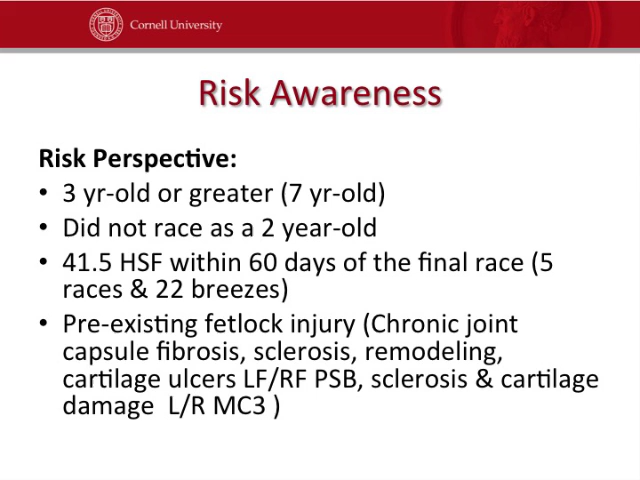 Cornell University
Risk Awareness
Risk Perspective:
• 3 yr-old or greater (7 yr-old)
• Did not race as a 2 year-old
• 41.5 HSF within 60 days of the final race (5
races & 22 breezes)
• Pre-existing fetlock injury (Chronic joint
capsule fibrosis, sclerosis, remodeling,
cartilage ulcers LF/RF PSB, sclerosis & cartilage
damage  L/R MC3 )